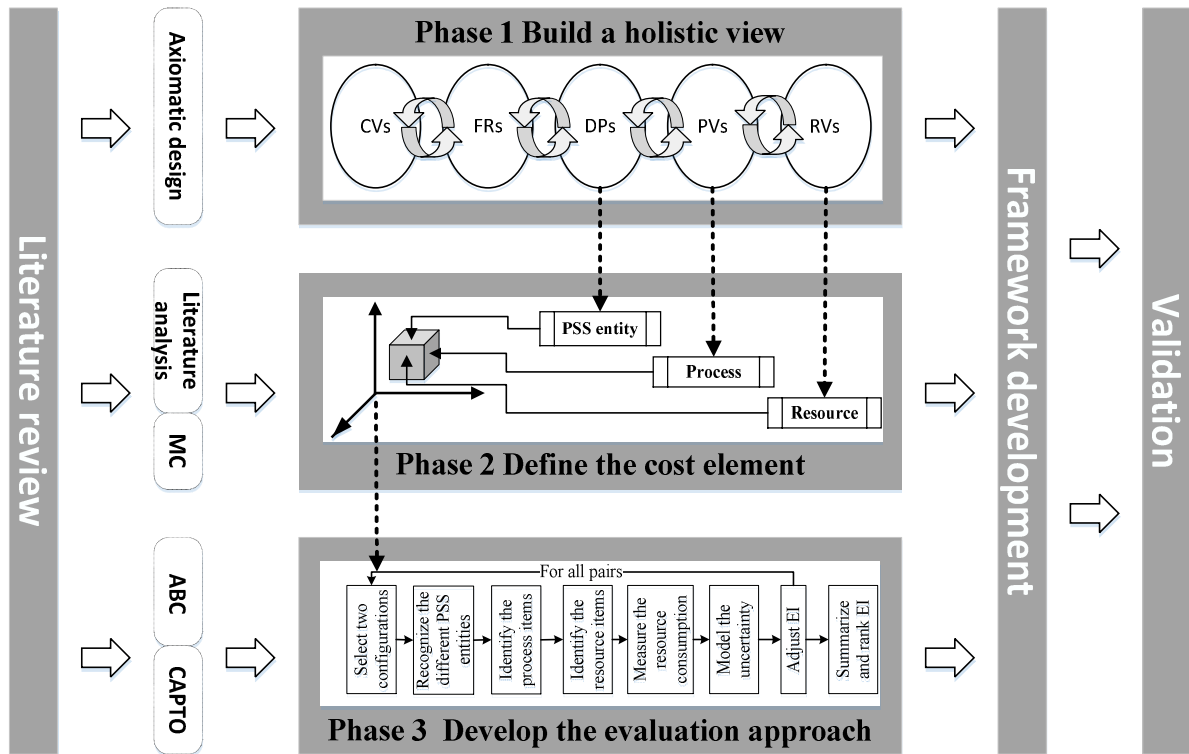 Literature review
Axiomatic design
Phase 1 Build a holistic view
CVs
FRs
DPs
PVs
RVs
Literature
analysis
MC
PSS entity
Process
Resource
Phase 2 Define the cost element
ABC
CAPTO
For all pairs
Select two
configurations
Recognize the
different PSS
entities
Identify the
process items
Identify the
resource items
Measure the
resource
consumption
Model the
uncertainty
Adjust EI
Summarize
and rank EI
Phase 3 Develop the evaluation approach
Framework development
Validation